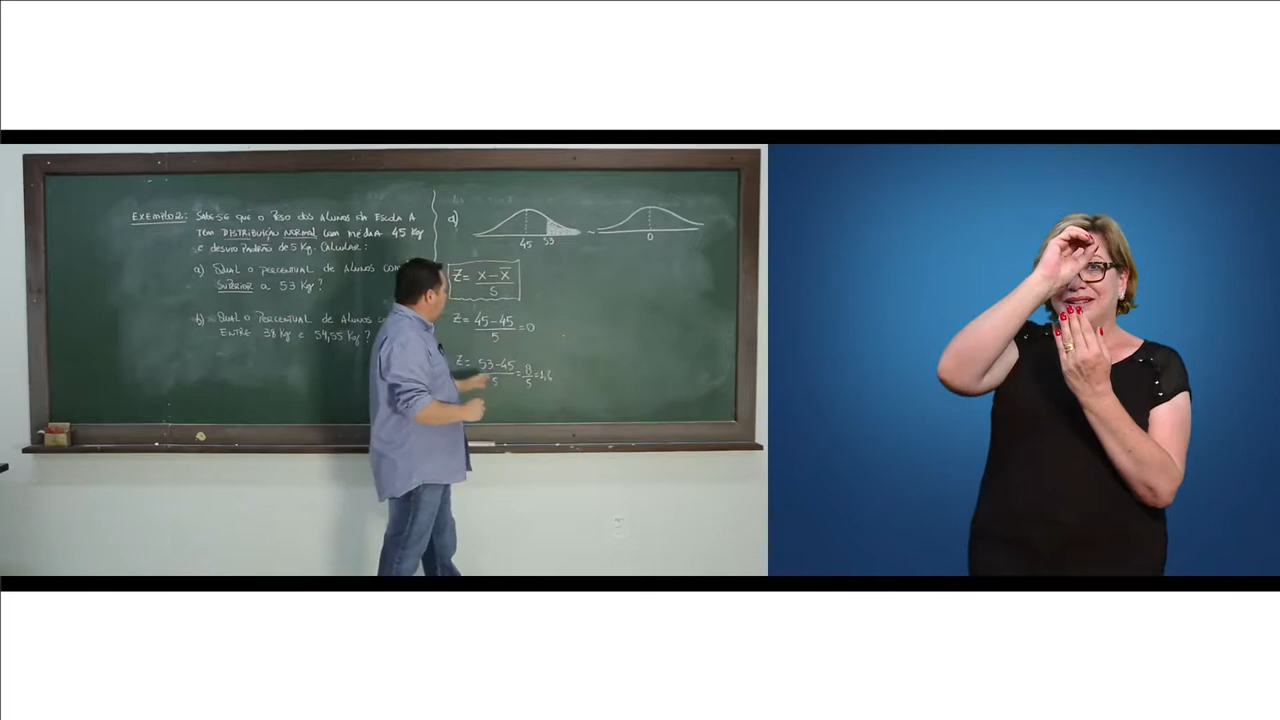 EXEMPLO 2: SABE-SE QUE O PESO DOS ALUNOS DA ESCOLA A
TEM DISTRIBUIÇÃO NORMAL COM MÉDIA 45 Kg
E DESVIO PADRÃO DE 5 Kg. CALCULAR:
a) QUAL O PERCENTUAL DE ALUNOS COM
SUPERIOR A 53 Kg?
b) QUAL O PERCENTUAL DE ALUNOS
ENTRE 38 Kg E 54,55 Kg?
a)
45 53 ~ 0
Z = X - X̅ / S
Z = 45-45 / 5 = 0
Z = 53-45 / 5 = 8 / 5 = 1,6